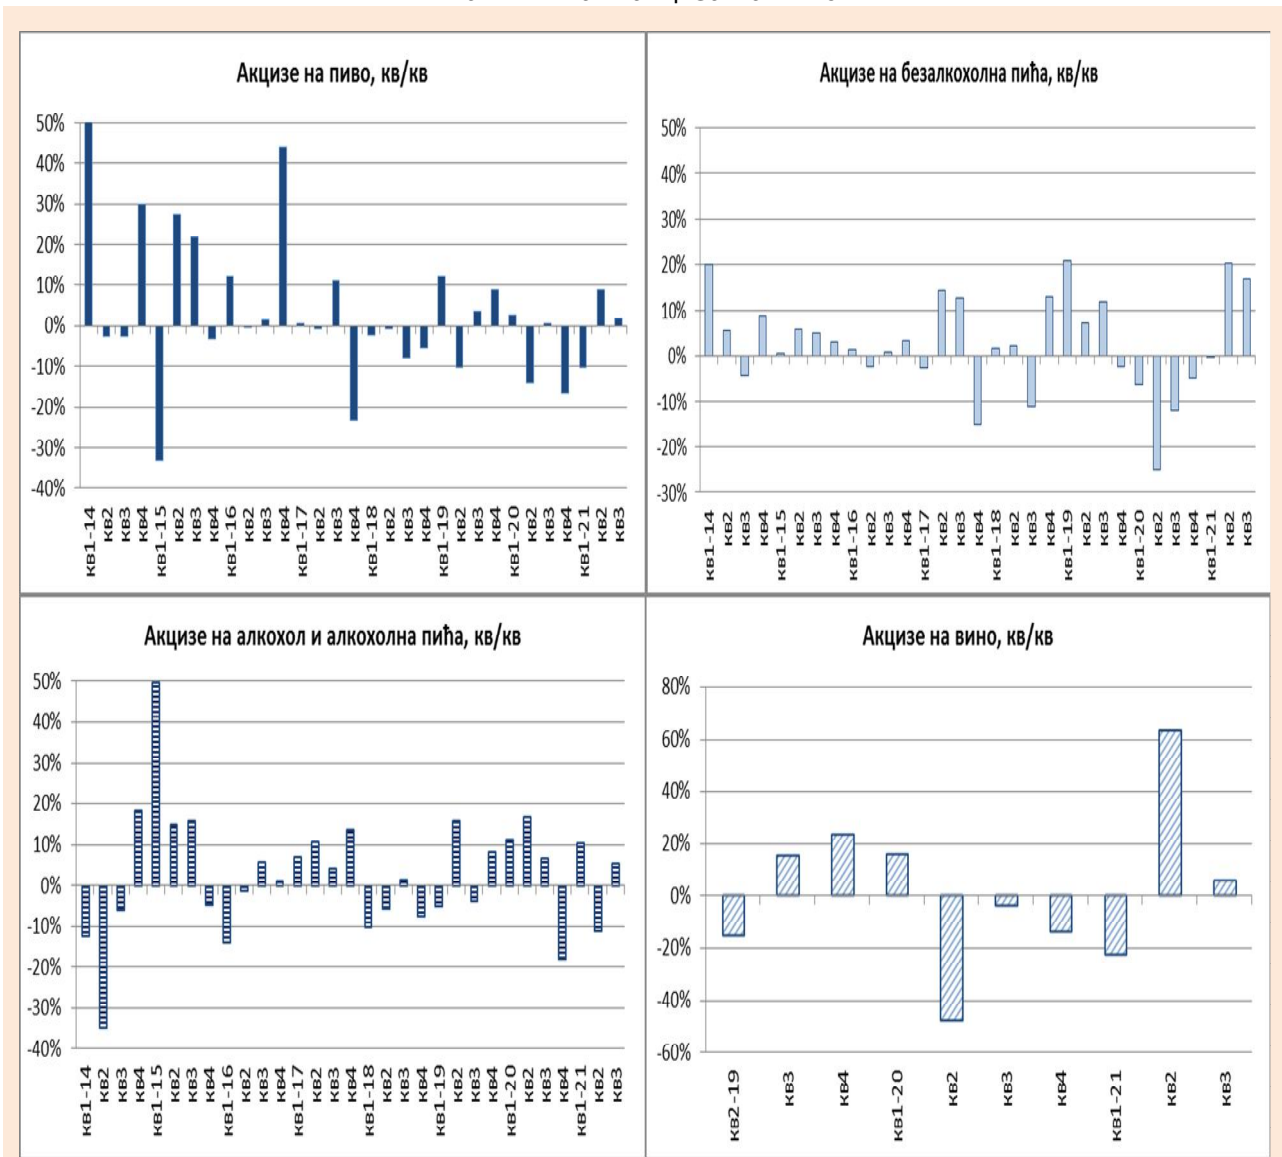 Акцизе на пиво, кв/кв
50%
40%
30%
20%
10%
0%
-10%
-20%
-30%
-40%
кв1-14
кв2
кв3
кв4
кв1-15
кв2
кв3
кв4
кв1-16
кв2
кв3
кв4
кв1-17
кв2
кв3
кв4
кв1-18
кв2
кв3
кв4
кв1-19
кв2
кв3
кв4
кв1-20
кв2
кв3
кв4
кв1-21
кв2
кв3
Акцизе на безалкохолна пића, кв/кв
50%
40%
30%
20%
10%
0%
-10%
-20%
-30%
кв1-14
кв2
кв3
кв4
кв1-15
кв2
кв3
кв4
кв1-16
кв2
кв3
кв4
кв1-17
кв2
кв3
кв4
кв1-18
кв2
кв3
кв4
кв1-19
кв2
кв3
кв4
кв1-20
кв2
кв3
кв4
кв1-21
кв2
кв3
Акцизе на алкохол и алкохолна пића, кв/кв
50%
40%
30%
20%
10%
0%
-10%
-20%
-30%
-40%
кв1-14
кв2
кв3
кв4
кв1-15
кв2
кв3
кв4
кв1-16
кв2
кв3
кв4
кв1-17
кв2
кв3
кв4
кв1-18
кв2
кв3
кв4
кв1-19
кв2
кв3
кв4
кв1-20
кв2
кв3
кв4
кв1-21
кв2
кв3
Акцизе на вино, кв/кв
80%
60%
40%
20%
0%
-20%
-40%
-60%
кв2-19
кв3
кв4
кв1-20
кв2
кв3
кв4
кв1-21
кв2
кв3